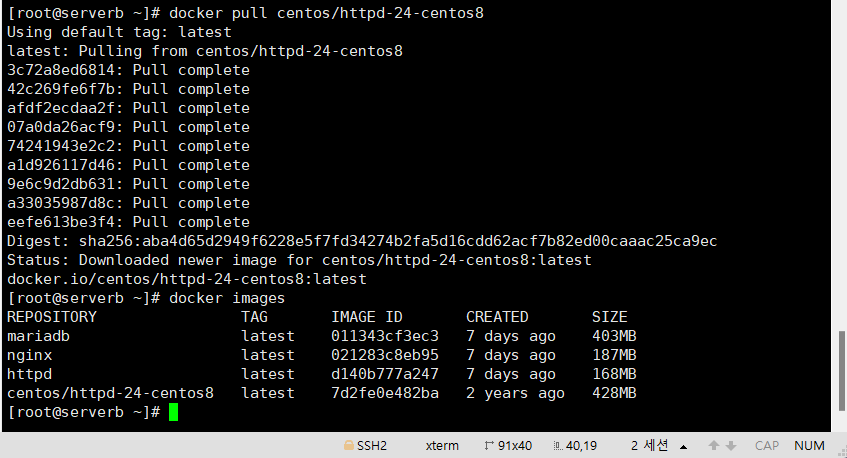 [root@serverb ~]# docker pull centos/httpd-24-centos8
Using default tag: latest
latest: Pulling from centos/httpd-24-centos8
3c72a8ed6814: Pull complete
42c269fe6f7b: Pull complete
afdf2ecdaa2f: Pull complete
07a0da26acf9: Pull complete
74241943e2c2: Pull complete
a1d926117d46: Pull complete
9e6c9d2db631: Pull complete
a33035987d8c: Pull complete
eefe613be3f4: Pull complete
Digest: sha256:aba4d65d2949f6228e5f7fd34274b2fa5d16cdd62acf7b82ed00caaac25ca9ec
Status: Downloaded newer image for centos/httpd-24-centos8:latest
docker.io/centos/httpd-24-centos8:latest
[root@serverb ~]# docker images
REPOSITORY                TAG       IMAGE ID       CREATED       SIZE
mariadb                   latest    011343cf3ec3   7 days ago    403MB
nginx                     latest    021283c8eb95   7 days ago    187MB
httpd                     latest    d140b777a247   7 days ago    168MB
centos/httpd-24-centos8   latest    7d2fe0e482ba   2 years ago   428MB
[root@serverb ~]#
SSH2 xterm 91x40 40,19 2 세션 CAP NUM